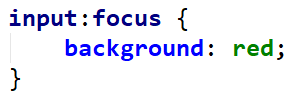 input:focus {
    background: red;
}